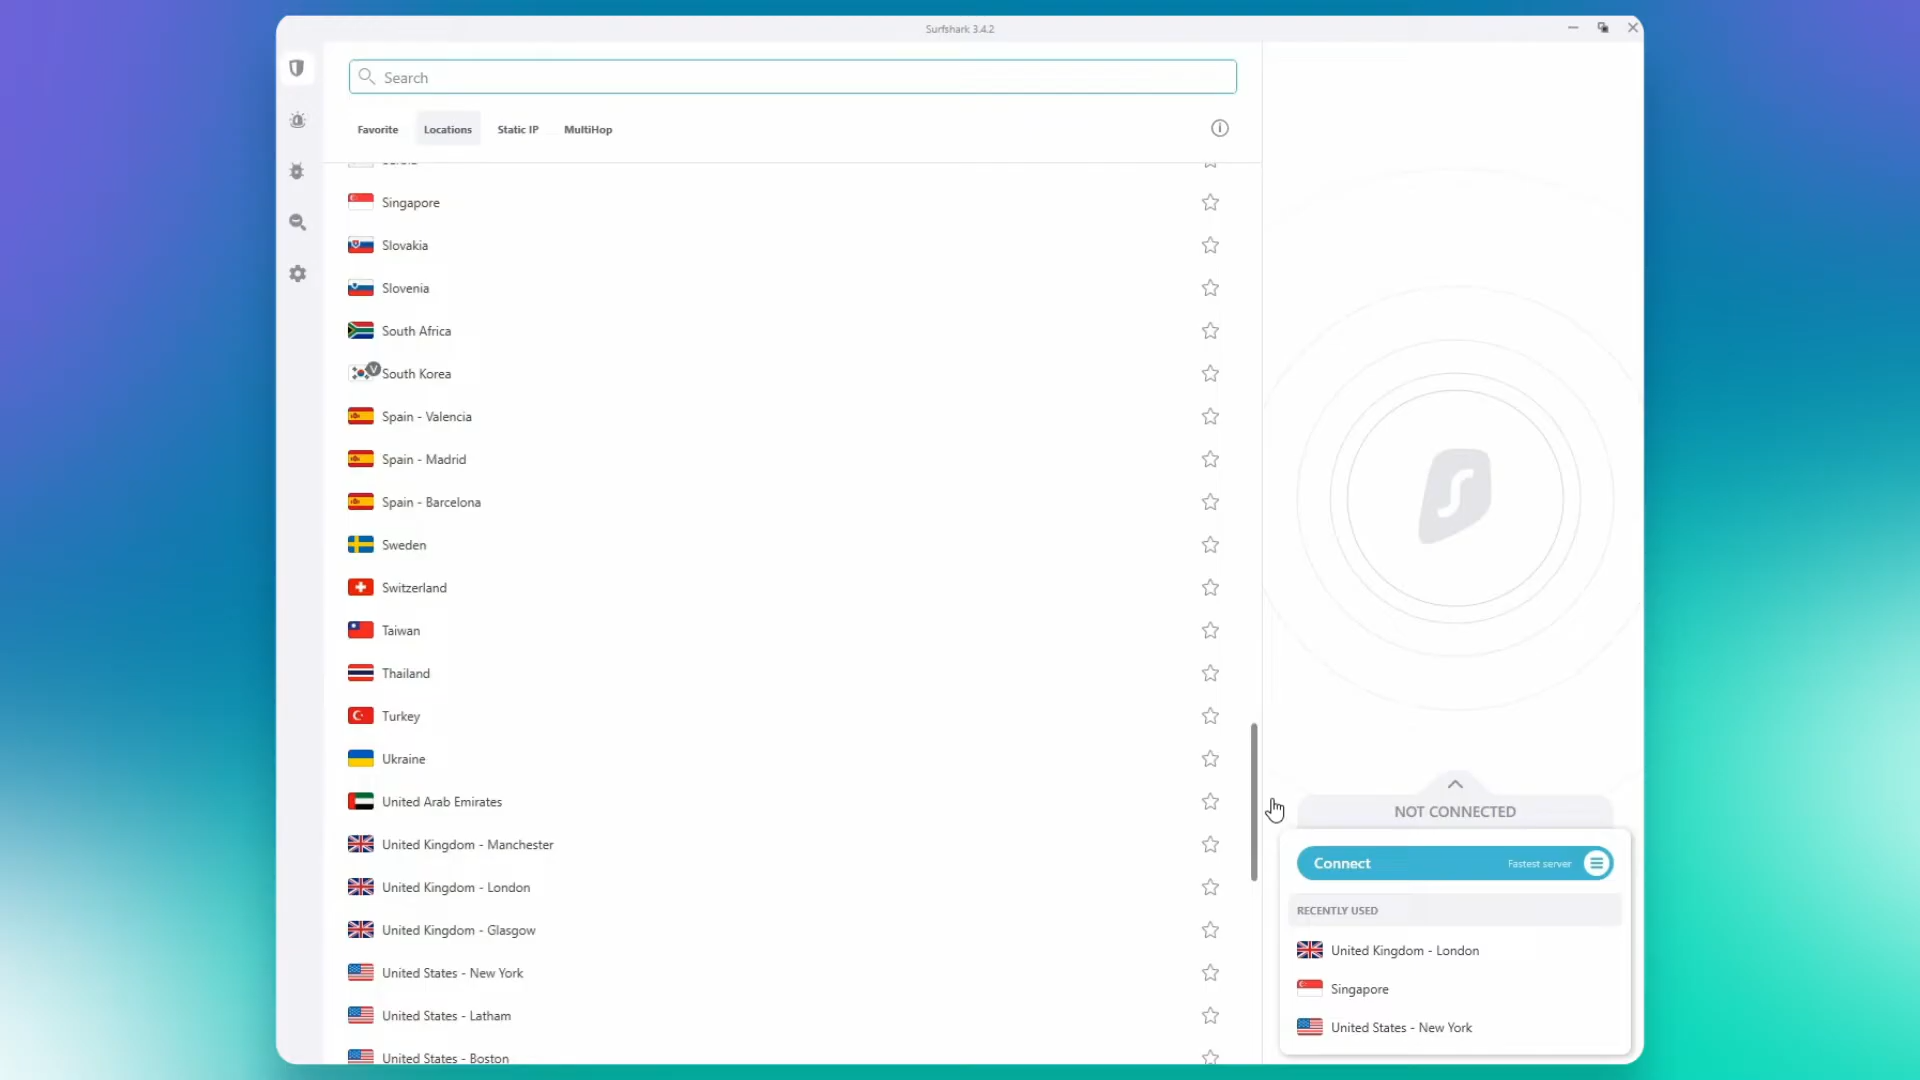 Surfshark 3.4.2
Search
Favorite
Locations
Static IP
MultiHop
Singapore
Slovakia
Slovenia
South Africa
V
South Korea
Spain - Valencia
Spain - Madrid
Spain - Barcelona
Sweden
Switzerland
Taiwan
Thailand
Turkey
Ukraine
United Arab Emirates
United Kingdom - Manchester
United Kingdom - London
United Kingdom - Glasgow
United States - New York
United States - Latham
United States - Boston
NOT CONNECTED
Connect
Fastest server
RECENTLY USED
United Kingdom - London
Singapore
United States - New York